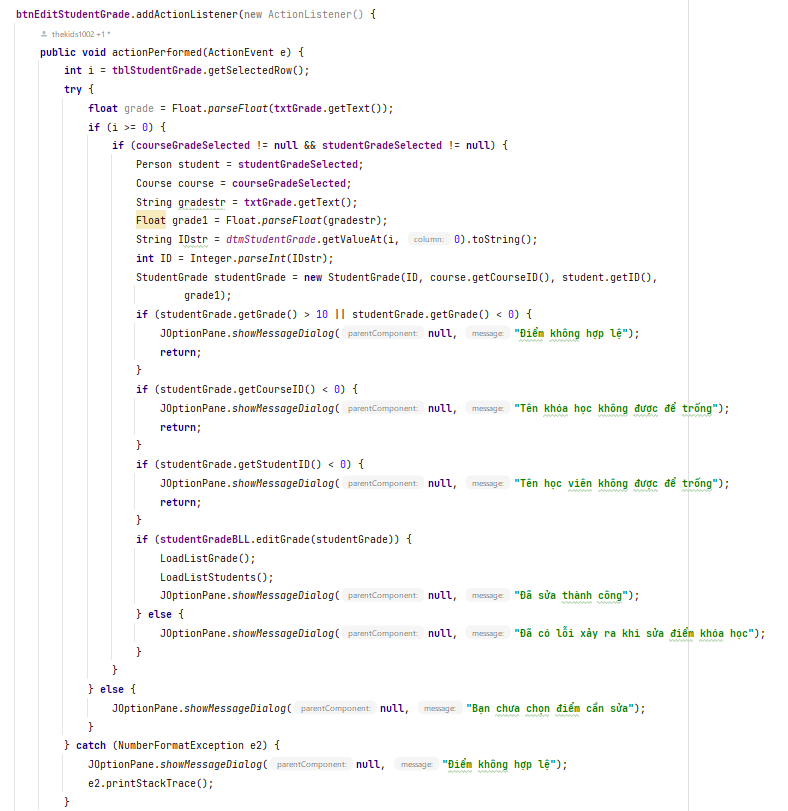 btnEditStudentGrade.addActionListener(new ActionListener() {
thekids1002 +1 *
public void actionPerformed(ActionEvent e) {
int i = tblStudentGrade.getSelectedRow();
try {
float grade = Float.parseFloat(txtGrade.getText());
if (i >= 0) {
if (courseGradeSelected != null && studentGradeSelected != null) {
Person student = studentGradeSelected;
Course course = courseGradeSelected;
String gradestr = txtGrade.getText();
Float grade1 = Float.parseFloat(gradestr);
String IDstr = dtmStudentGrade.getValueAt(i, column: 0).toString();
int ID = Integer.parseInt(IDstr);
StudentGrade studentGrade = new StudentGrade(ID, course.getCourseID(), student.getID(),
grade1);
if (studentGrade.getGrade() > 10 || studentGrade.getGrade() < 0) {
JOptionPane.showMessageDialog( parentComponent: null, message: "Điểm không hợp lệ");
return;
}
if (studentGrade.getCourseID() < 0) {
JOptionPane.showMessageDialog( parentComponent: null, message: "Tên khóa học không được để trống");
return;
}
if (studentGrade.getStudentID() < 0) {
JOptionPane.showMessageDialog( parentComponent: null, message: "Tên học viên không được để trống");
return;
}
if (studentGradeBLL.editGrade(studentGrade)) {
LoadListGrade();
LoadListStudents();
JOptionPane.showMessageDialog( parentComponent: null, message: "Đã sửa thành công");
} else {
JOptionPane.showMessageDialog( parentComponent: null, message: "Đã có lỗi xảy ra khi sửa điểm khóa học");
}
}
} else {
JOptionPane.showMessageDialog( parentComponent: null, message: "Bạn chưa chọn điểm cần sửa");
}
} catch (NumberFormatException e2) {
JOptionPane.showMessageDialog( parentComponent: null, message: "Điểm không hợp lệ");
e2.printStackTrace();
}